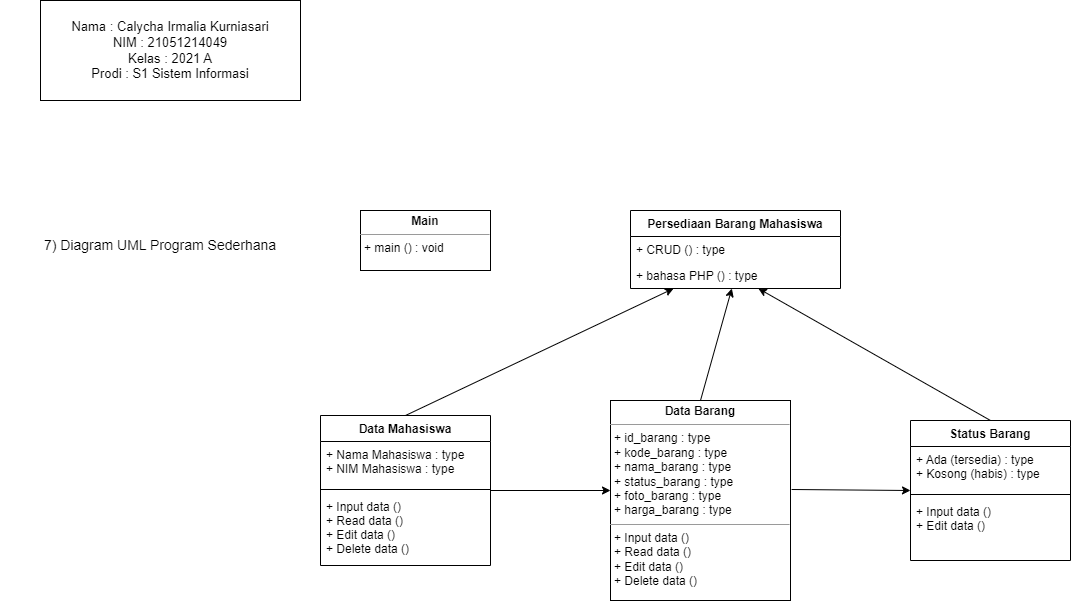 Nama : Calycha Irmalia Kurniasari
NIM : 21051214049
Kelas : 2021 A
Prodi : S1 Sistem Informasi
7) Diagram UML Program Sederhana
Main
+ main () : void
Persediaan Barang Mahasiswa
+ CRUD () : type
+ bahasa PHP () : type
Data Mahasiswa
+ Nama Mahasiswa : type
+ NIM Mahasiswa : type
+ Input data ()
+ Read data ()
+ Edit data ()
+ Delete data ()
Data Barang
+ id_barang : type
+ kode_barang : type
+ nama_barang : type
+ status_barang : type
+ foto_barang : type
+ harga_barang : type
+ Input data ()
+ Read data ()
+ Edit data ()
+ Delete data ()
Status Barang
+ Ada (tersedia) : type
+ Kosong (habis) : type
+ Input data ()
+ Edit data ()